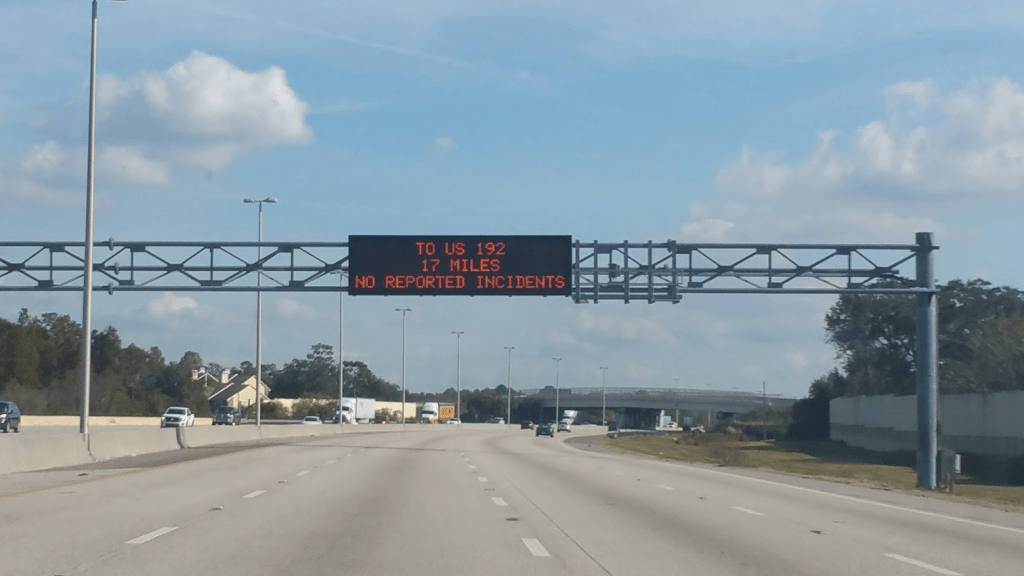 TO US 192
17 MILES
NO REPORTED INCIDENTS